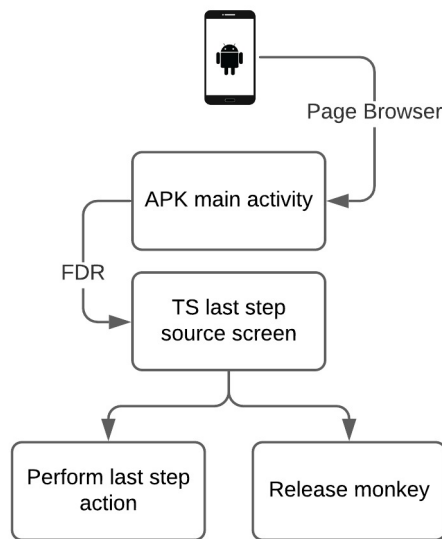 Page Browser
APK main activity
FDR
TS last step
source screen
Perform last step
action
Release monkey